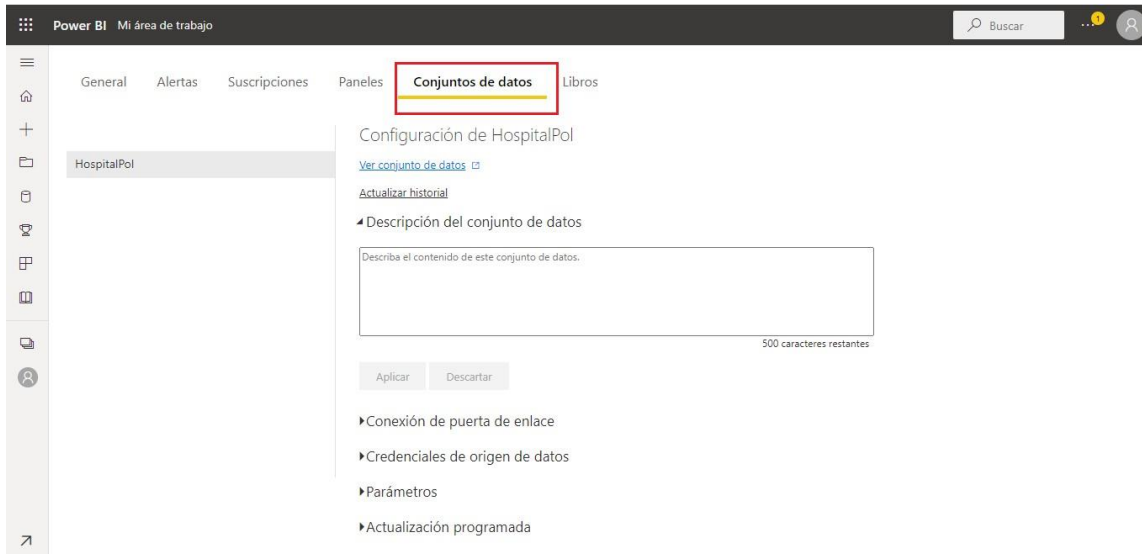 Power BI Mi área de trabajo
Buscar
1
General Alertas Suscripciones Paneles Conjuntos de datos Libros
Configuración de HospitalPol
HospitalPol
Ver conjunto de datos
Actualizar historial
Descripción del conjunto de datos
Describa el contenido de este conjunto de datos.
500 caracteres restantes
Aplicar Descartar
Conexión de puerta de enlace
Credenciales de origen de datos
Parámetros
Actualización programada